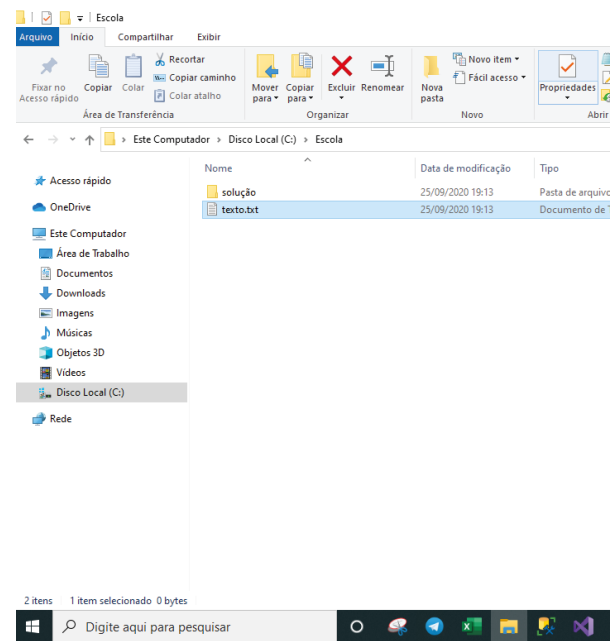 Escola
Arquivo Início Compartilhar Exibir
Fixar no Acesso rápido
Copiar
Colar
Recortar
Copiar caminho
Colar atalho
Área de Transferência
Mover para
Copiar para
Excluir
Renomear
Organizar
Nova pasta
Novo item
Fácil acesso
Novo
Propriedades
Abrir
Este Computador > Disco Local (C:) > Escola
Nome Data de modificação Tipo
solução 25/09/2020 19:13 Pasta de arquivo
texto.txt 25/09/2020 19:13 Documento de
Acesso rápido
OneDrive
Este Computador
Área de Trabalho
Documentos
Downloads
Imagens
Músicas
Objetos 3D
Vídeos
Disco Local (C:)
Rede
2 itens 1 item selecionado 0 bytes
Digite aqui para pesquisar